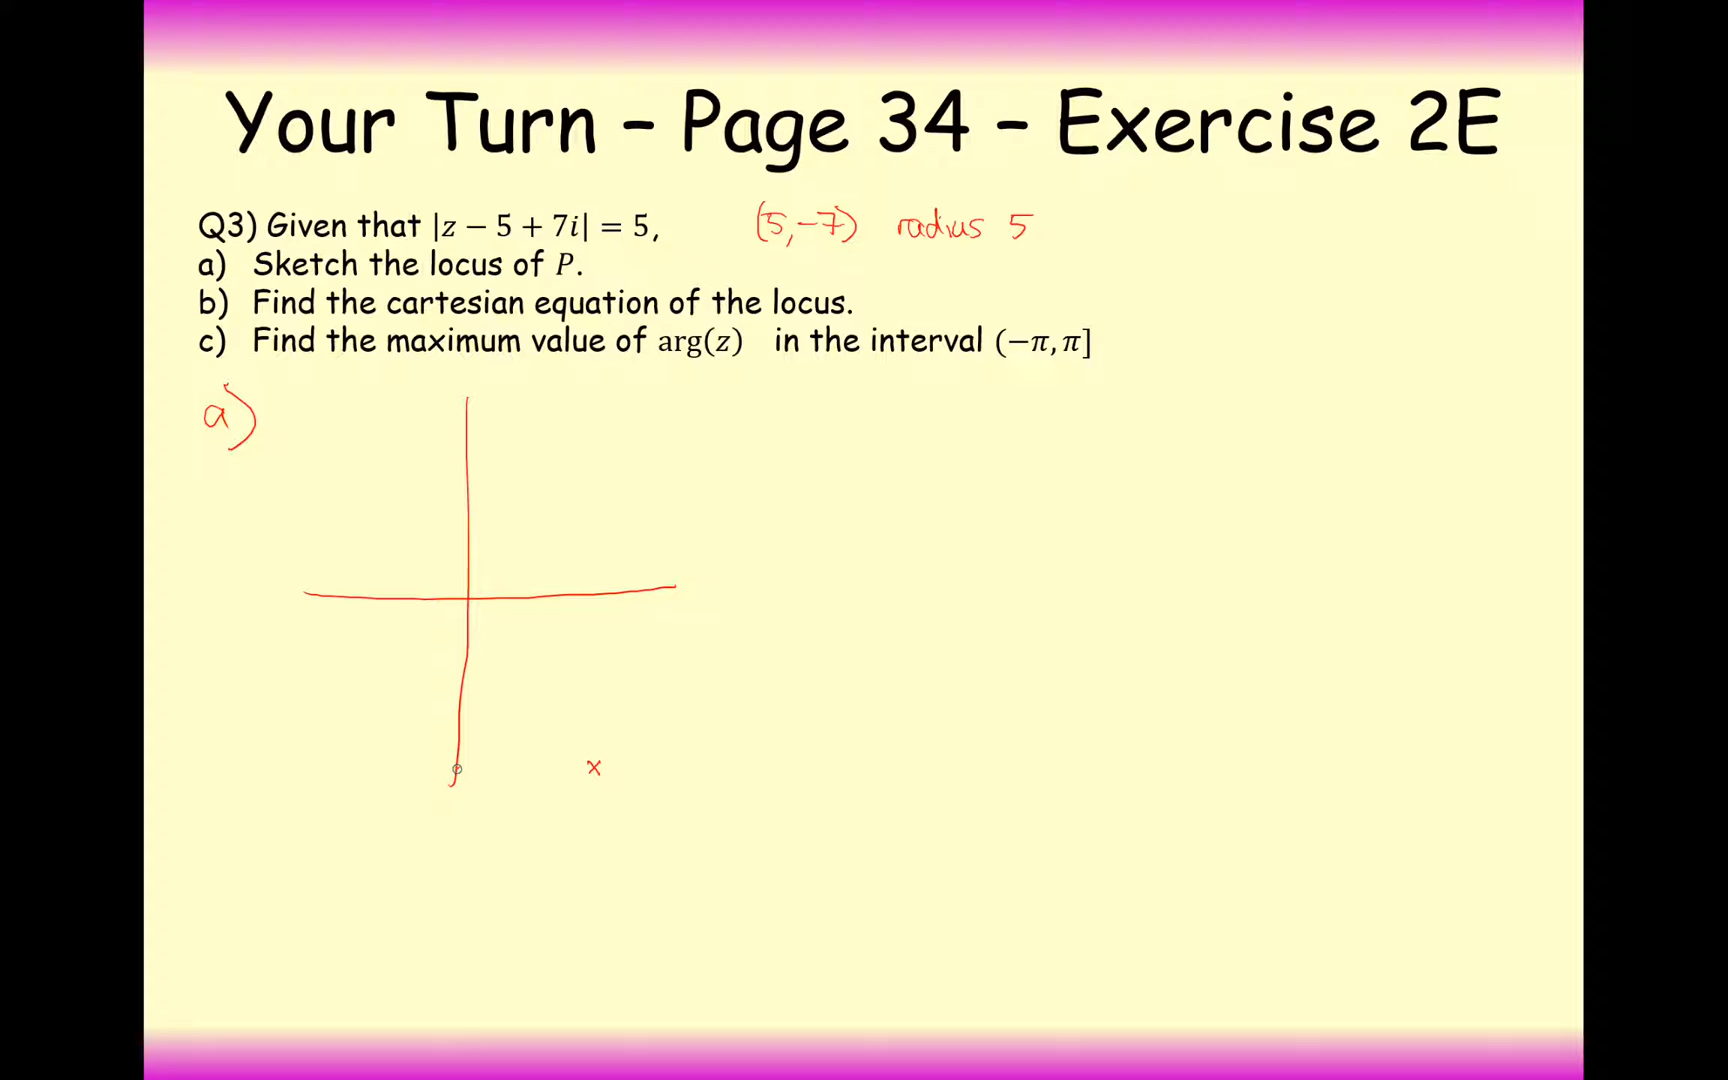 Your Turn – Page 34 – Exercise 2E
Q3) Given that |z − 5 + 7i| = 5, (5,−7) radius 5
a) Sketch the locus of P.
b) Find the cartesian equation of the locus.
c) Find the maximum value of arg(z) in the interval (−π, π]
a)
x